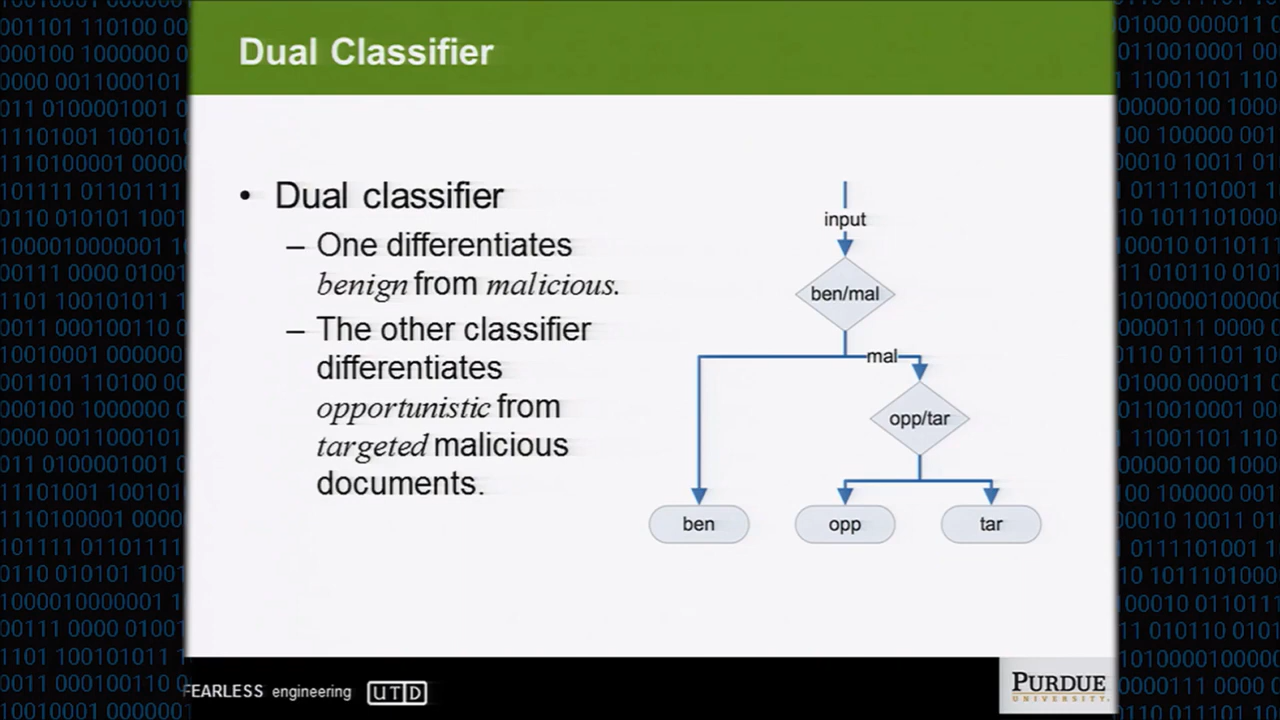 Dual Classifier
• Dual classifier
– One differentiates
benign from malicious.
– The other classifier
differentiates
opportunistic from
targeted malicious
documents.
input
ben/mal
mal
opp/tar
ben
opp
tar
FEARLESS engineering
UTD
PURDUE
UNIVERSITY